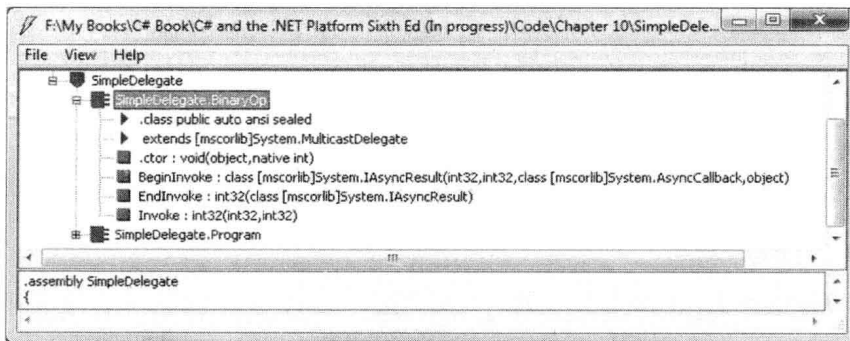 F:\My Books\C# Book\C# and the .NET Platform Sixth Ed (In progress)\Code\Chapter 10\SimpleDele...
File View Help
SimpleDelegate
SimpleDelegate.BinaryOp
.class public auto ansi sealed
extends [mscorlib]System.MulticastDelegate
.ctor : void(object,native int)
BeginInvoke : class [mscorlib]System.IAsyncResult(int32,int32,class [mscorlib]System.AsyncCallback,object)
EndInvoke : int32(class [mscorlib]System.IAsyncResult)
Invoke : int32(int32,int32)
SimpleDelegate.Program
.assembly SimpleDelegate
{